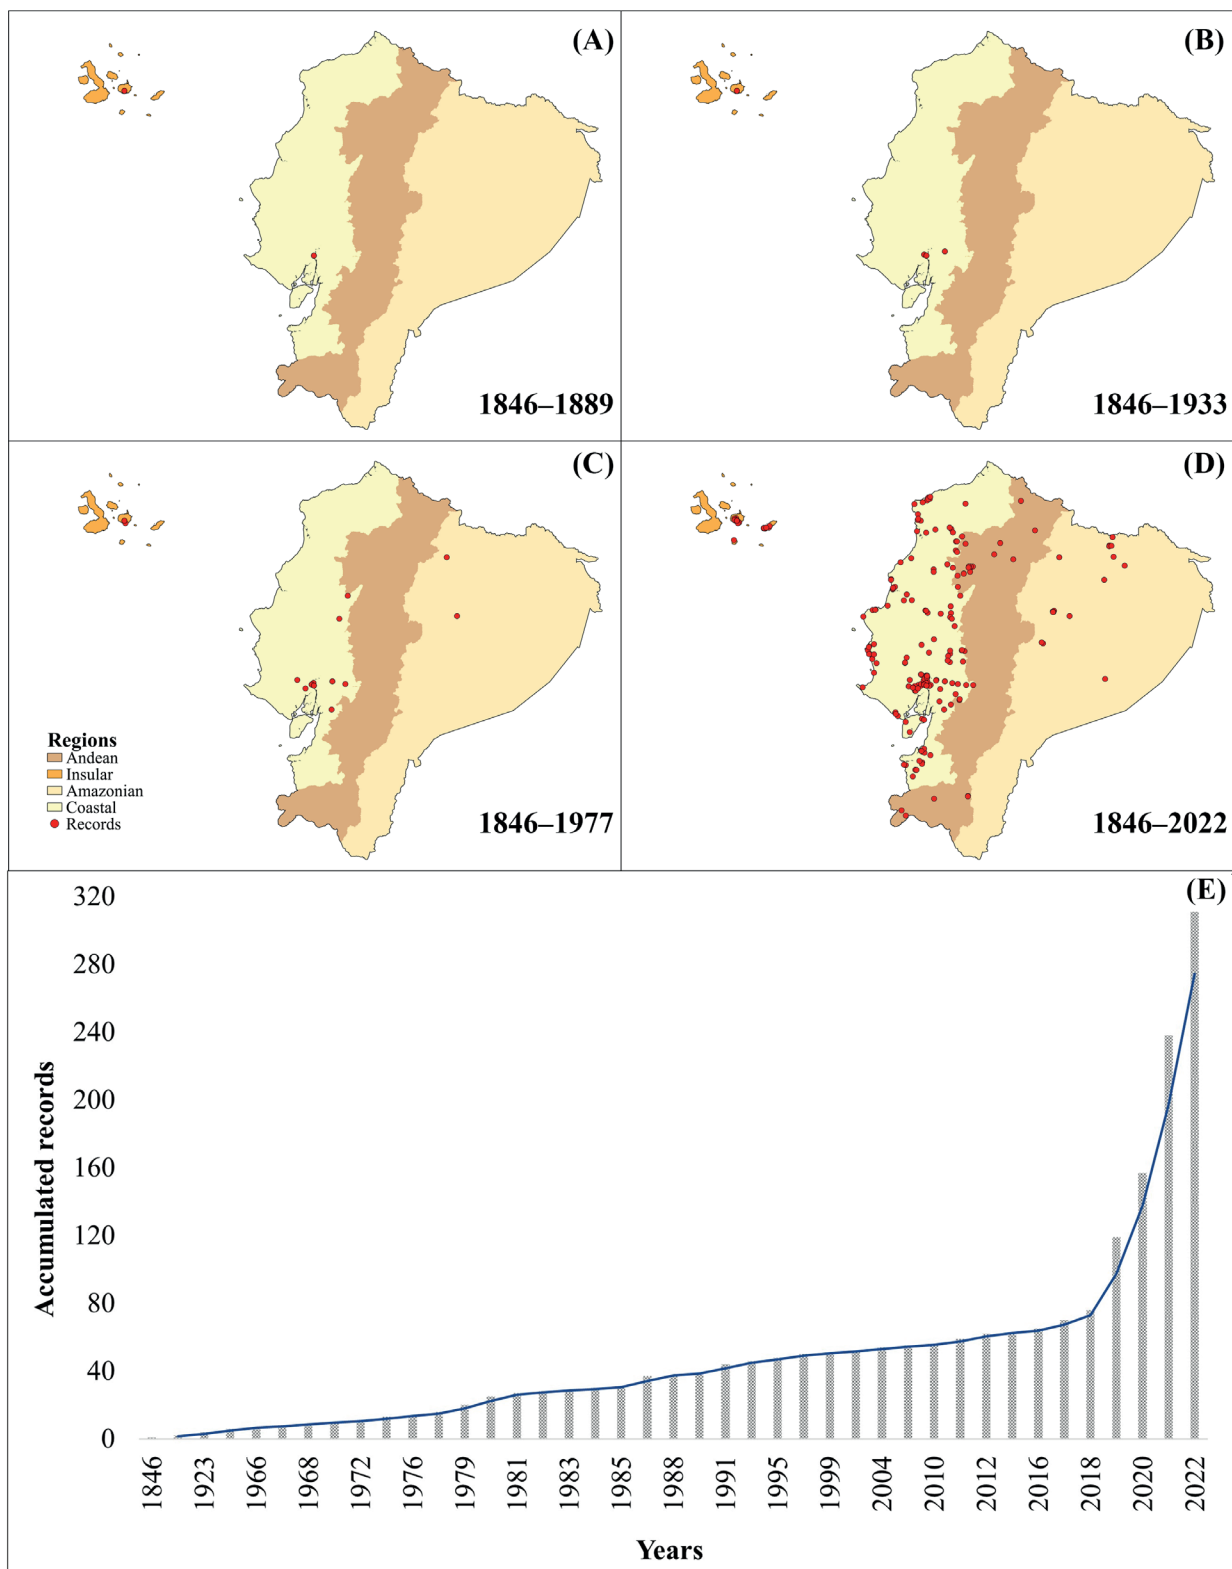 (A)
1846–1889
(B)
1846–1933
(C)
Regions
Andean
Insular
Amazonian
Coastal
Records
1846–1977
(D)
1846–2022
(E)
320
280
240
200
160
120
80
40
0
Accumulated records
1846
1923
1966
1968
1972
1976
1979
1981
1983
1985
1988
1991
1995
1999
2004
2010
2012
2016
2018
2020
2022
Years